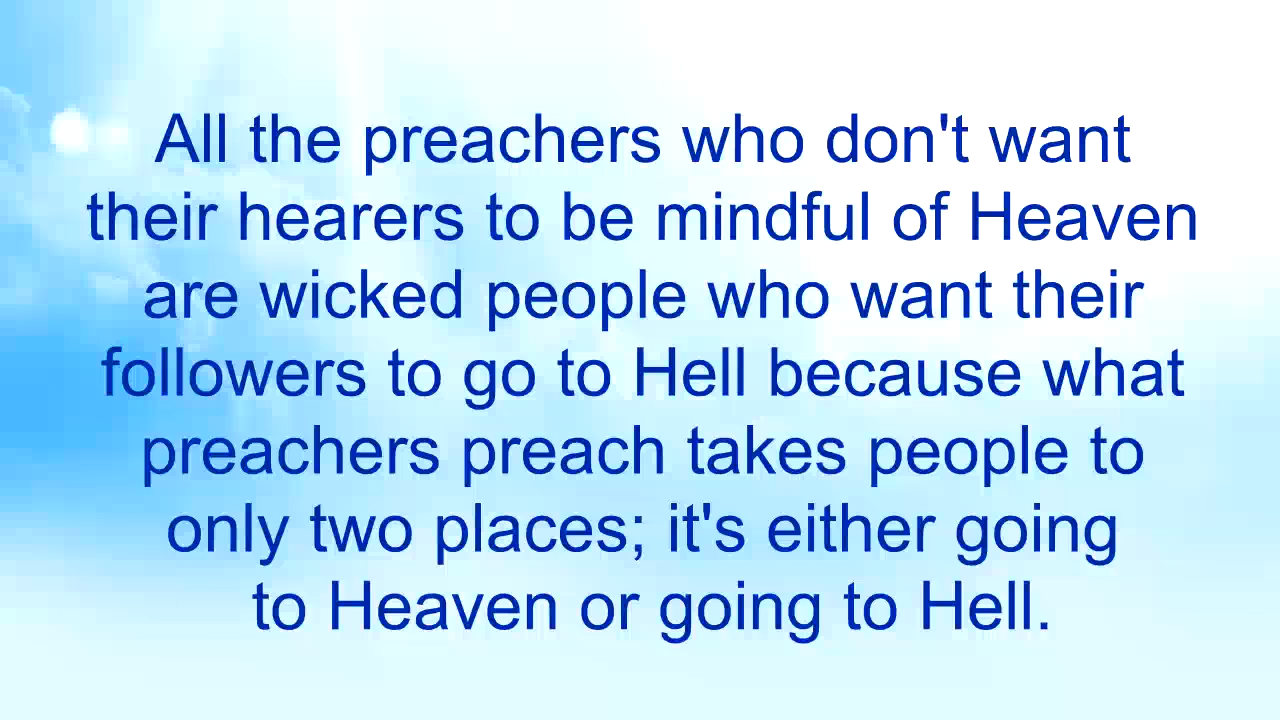 All the preachers who don't want
their hearers to be mindful of Heaven
are wicked people who want their
followers to go to Hell because what
preachers preach takes people to
only two places; it's either going
to Heaven or going to Hell.